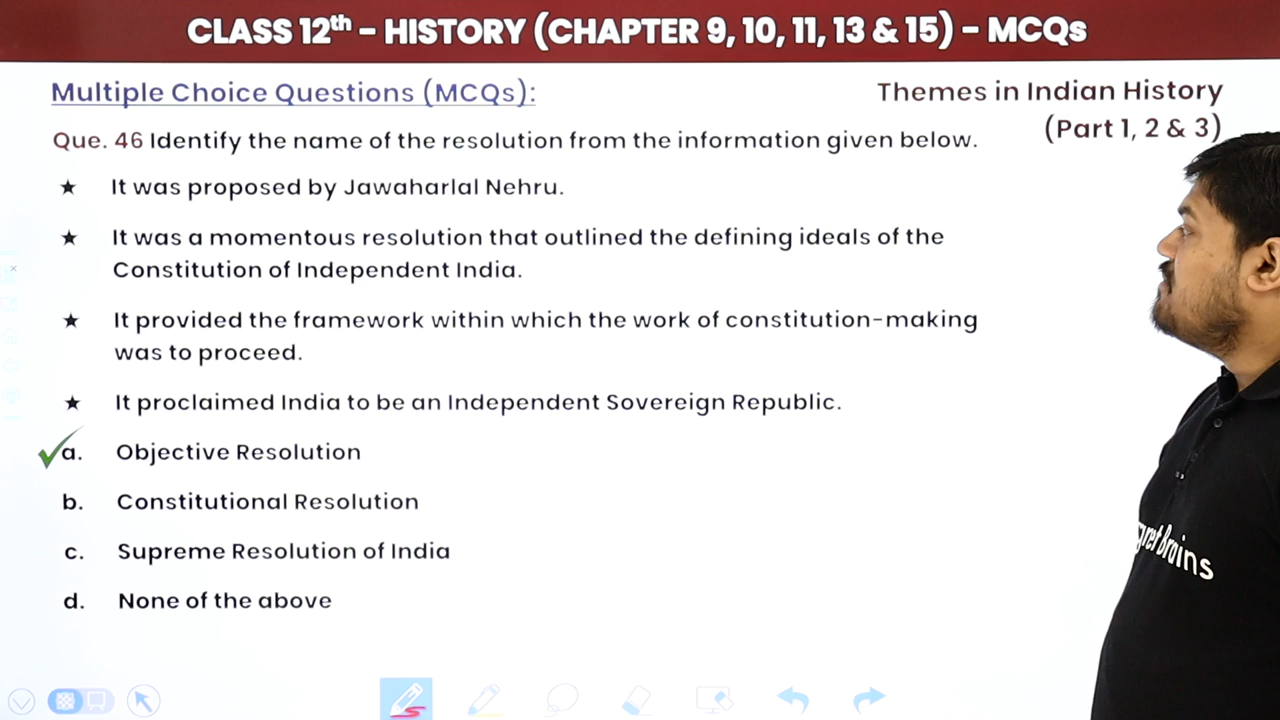 CLASS 12th – HISTORY (CHAPTER 9, 10, 11, 13 & 15) – MCQs
Multiple Choice Questions (MCQs):
Themes in Indian History
(Part 1, 2 & 3)
Que. 46 Identify the name of the resolution from the information given below.
★ It was proposed by Jawaharlal Nehru.
★ It was a momentous resolution that outlined the defining ideals of the
Constitution of Independent India.
★ It provided the framework within which the work of constitution-making
was to proceed.
★ It proclaimed India to be an Independent Sovereign Republic.
a. Objective Resolution
b. Constitutional Resolution
c. Supreme Resolution of India
d. None of the above
Brains